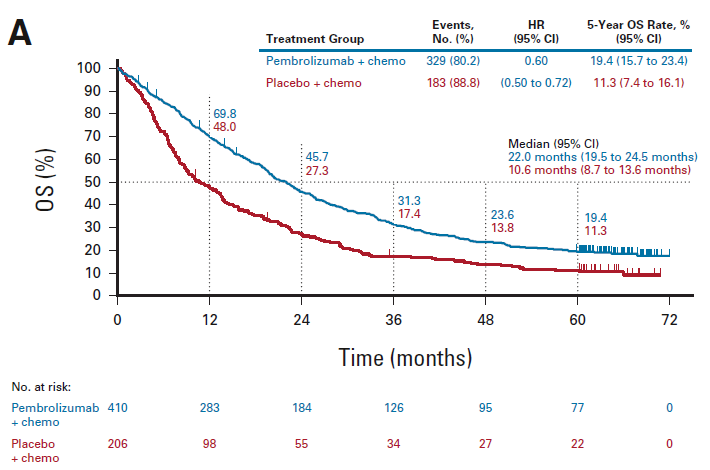 A
Treatment Group Events, No. (%) HR (95% CI) 5-Year OS Rate, % (95% CI)
Pembrolizumab + chemo 329 (80.2) 0.60 19.4 (15.7 to 23.4)
Placebo + chemo 183 (88.8) (0.50 to 0.72) 11.3 (7.4 to 16.1)
OS (%)
100
90
80
70
60
50
40
30
20
10
0
69.8
48.0
45.7
27.3
31.3
17.4
23.6
13.8
19.4
11.3
Median (95% CI)
22.0 months (19.5 to 24.5 months)
10.6 months (8.7 to 13.6 months)
0 12 24 36 48 60 72
Time (months)
No. at risk:
Pembrolizumab 410 283 184 126 95 77 0
+ chemo
Placebo 206 98 55 34 27 22 0
+ chemo